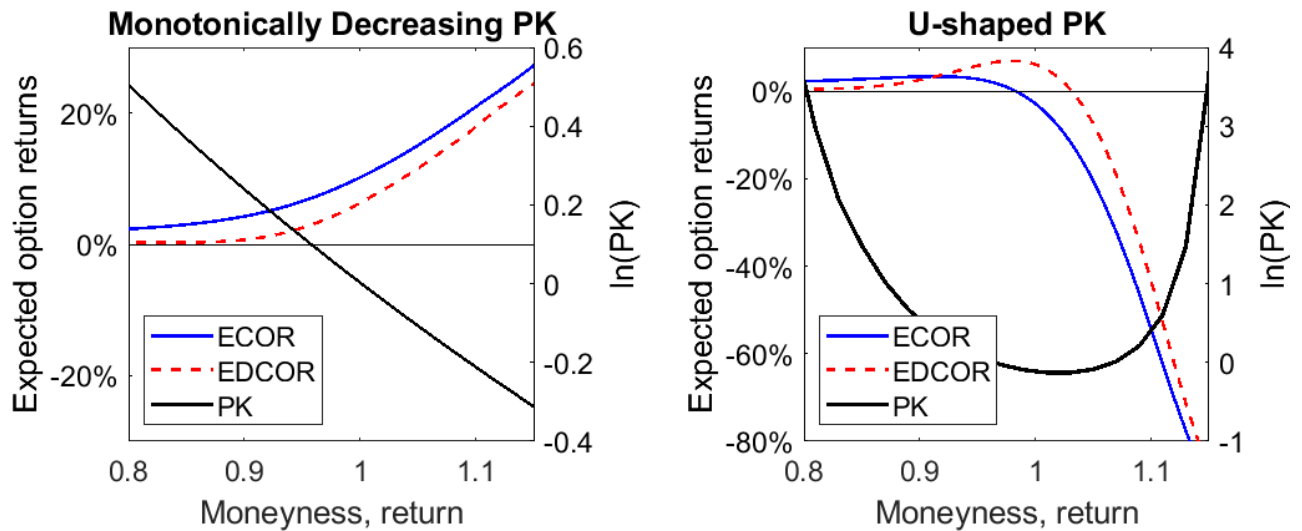 Monotonically Decreasing PK
Expected option returns
20%
0%
-20%
0.6
0.4
0.2
0
-0.2
-0.4
ln(PK)
ECOR
EDCOR
PK
0.8
0.9
1
1.1
Moneyness, return
U-shaped PK
Expected option returns
0%
-20%
-40%
-60%
-80%
4
3
2
1
0
-1
ln(PK)
ECOR
EDCOR
PK
0.8
0.9
1
1.1
Moneyness, return